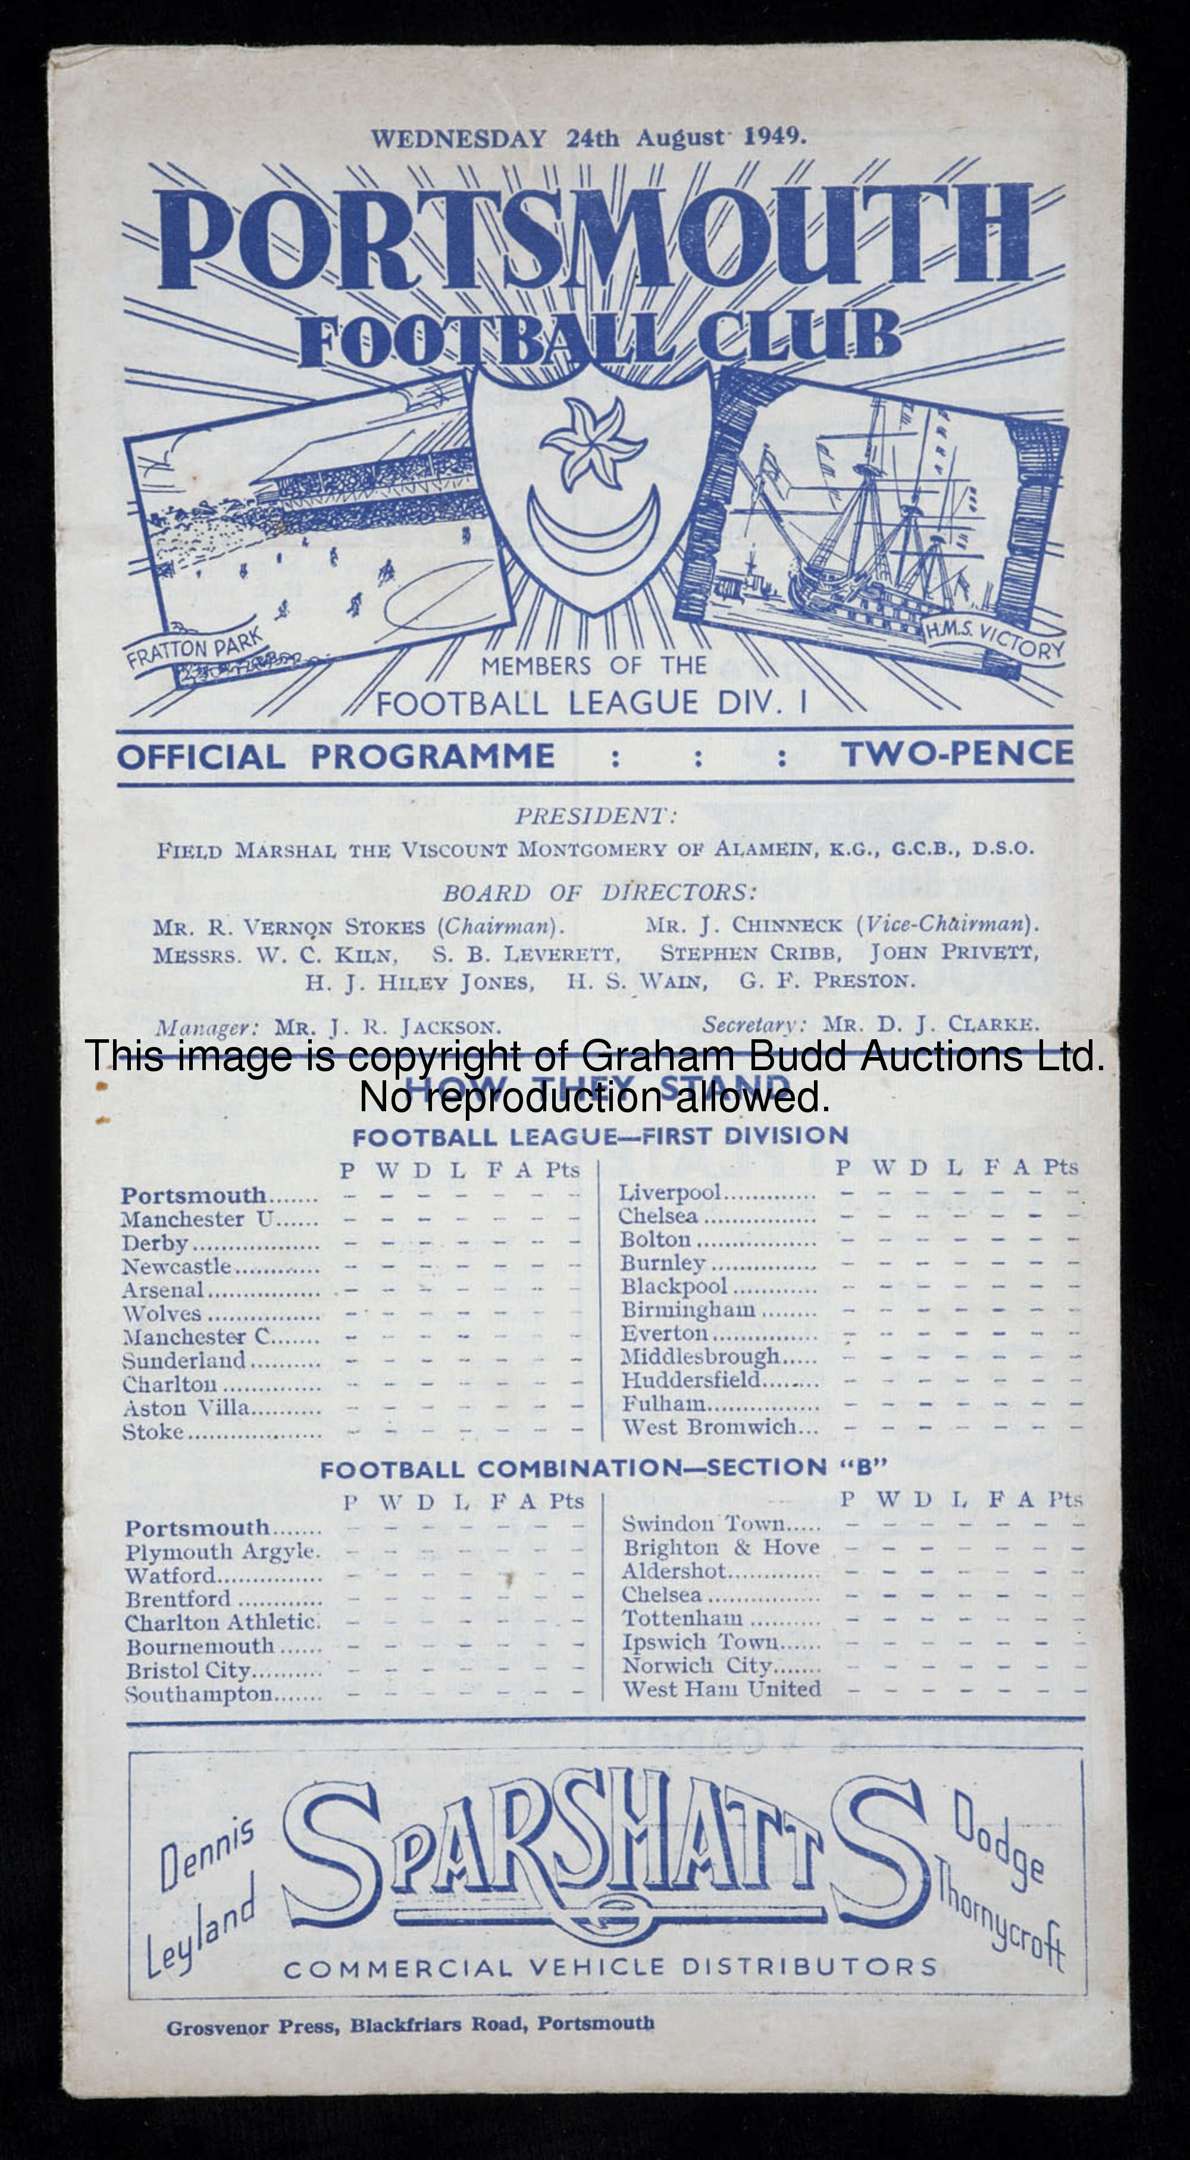 WEDNESDAY 24th August 1949.
PORTSMOUTH
FOOTBALL CLUB
FRATTON PARK
H.M.S. VICTORY
MEMBERS OF THE
FOOTBALL LEAGUE DIV. I
OFFICIAL PROGRAMME : : : TWO-PENCE
PRESIDENT:
FIELD MARSHAL THE VISCOUNT MONTGOMERY OF ALAMEIN, K.G., G.C.B., D.S.O.
BOARD OF DIRECTORS:
MR. R. VERNON STOKES (Chairman). MR. J. CHINNECK (Vice-Chairman).
MESSRS. W. C. KILN, S. B. LEVERETT, STEPHEN CRIBB, JOHN PRIVETT,
H. J. HILEY JONES, H. S. WAIN, G. F. PRESTON.
Manager: MR. J. R. JACKSON. Secretary: MR. D. J. CLARKE.
This image is copyright of Graham Budd Auctions Ltd.
No reproduction allowed.
HOW THEY STAND
FOOTBALL LEAGUE—FIRST DIVISION
P W D L F A Pts
Portsmouth....... - - - - - - -
Manchester U...... - - - - - - -
Derby................... - - - - - - -
Newcastle............. - - - - - - -
Arsenal................. - - - - - - -
Wolves ................. - - - - - - -
Manchester C....... - - - - - - -
Sunderland.......... - - - - - - -
Charlton ............... - - - - - - -
Aston Villa.......... - - - - - - -
Stoke.................... - - - - - - -
P W D L F A Pts
Liverpool.............. - - - - - - -
Chelsea ................. - - - - - - -
Bolton .................. - - - - - - -
Burnley ................ - - - - - - -
Blackpool ............. - - - - - - -
Birmingham ........ - - - - - - -
Everton ................ - - - - - - -
Middlesbrough..... - - - - - - -
Huddersfield......... - - - - - - -
Fulham................. - - - - - - -
West Bromwich... - - - - - - -
FOOTBALL COMBINATION—SECTION “B”
P W D L F A Pts
Portsmouth....... - - - - - - -
Plymouth Argyle. - - - - - - -
Watford................ - - - - - - -
Brentford ............. - - - - - - -
Charlton Athletic. - - - - - - -
Bournemouth ...... - - - - - - -
Bristol City.......... - - - - - - -
Southampton....... - - - - - - -
P W D L F A Pts
Swindon Town..... - - - - - - -
Brighton & Hove - - - - - - -
Aldershot.............. - - - - - - -
Chelsea ................. - - - - - - -
Tottenham .......... - - - - - - -
Ipswich Town...... - - - - - - -
Norwich City....... - - - - - - -
West Ham United - - - - - - -
Dennis
Leyland
SPARSHATTS
Dodge
Thornycroft
COMMERCIAL VEHICLE DISTRIBUTORS
Grosvenor Press, Blackfriars Road, Portsmouth